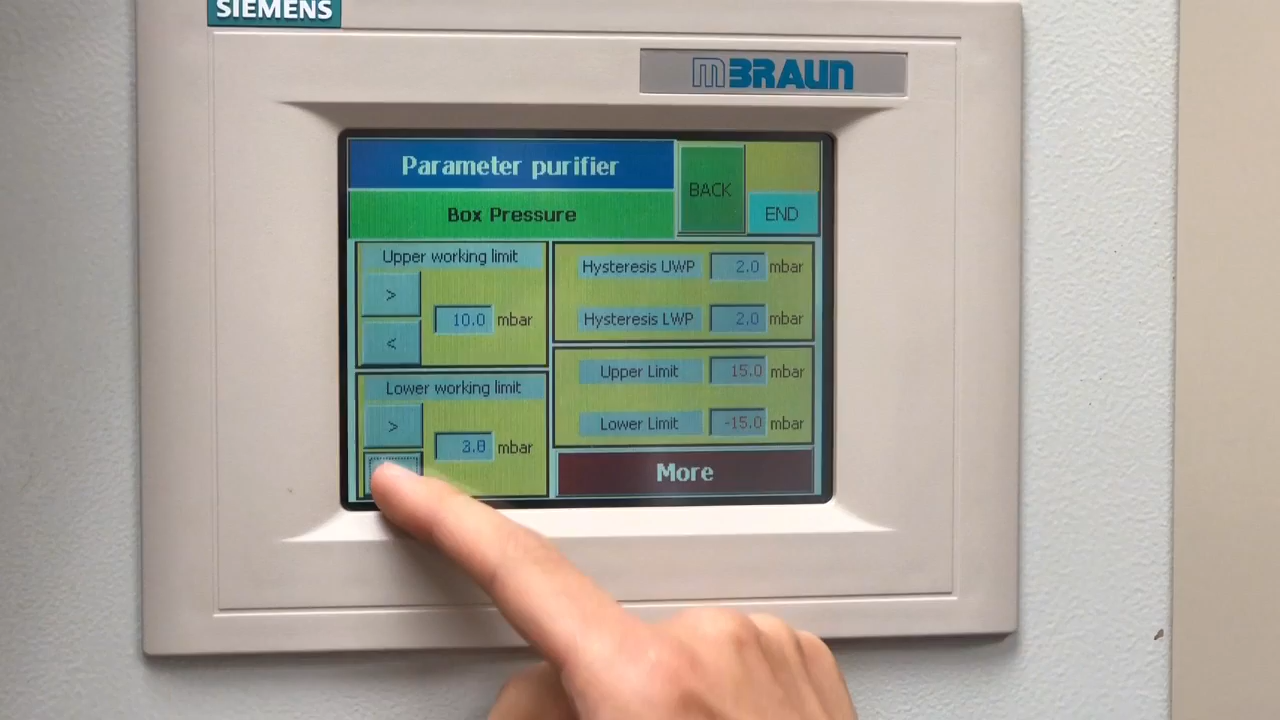 SIEMENS
mBRAUN
Parameter purifier
BACK
END
Box Pressure
Upper working limit
>
10.0 mbar
<
Lower working limit
>
3.8 mbar
Hysteresis UWP 2.0 mbar
Hysteresis LWP 2.0 mbar
Upper Limit 15.0 mbar
Lower Limit -15.0 mbar
More